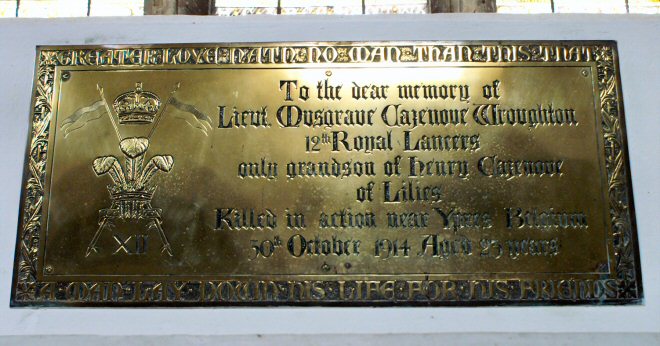 GREATER LOVE HATH NO MAN THAN THIS THAT
To the dear memory of
Lieut. Musgrave Cazenove Wroughton
12th Royal Lancers
only grandson of Henry Cazenove
of Lilies
Killed in action near Ypres Belgium
30th October 1914 Aged 23 years
A MAN LAY DOWN HIS LIFE FOR HIS FRIENDS
XII